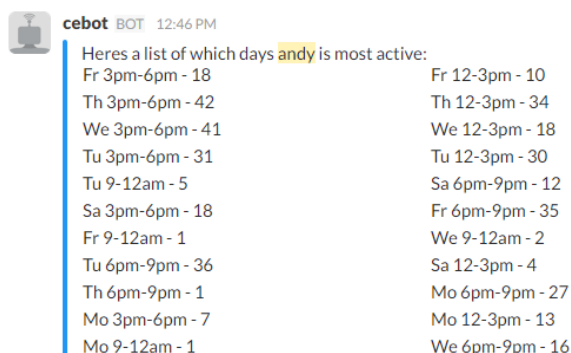 cebot BOT 12:46 PM
Heres a list of which days andy is most active:
Fr 3pm-6pm - 18 Fr 12-3pm - 10
Th 3pm-6pm - 42 Th 12-3pm - 34
We 3pm-6pm - 41 We 12-3pm - 18
Tu 3pm-6pm - 31 Tu 12-3pm - 30
Tu 9-12am - 5 Sa 6pm-9pm - 12
Sa 3pm-6pm - 18 Fr 6pm-9pm - 35
Fr 9-12am - 1 We 9-12am - 2
Tu 6pm-9pm - 36 Sa 12-3pm - 4
Th 6pm-9pm - 1 Mo 6pm-9pm - 27
Mo 3pm-6pm - 7 Mo 12-3pm - 13
Mo 9-12am - 1 We 6pm-9pm - 16